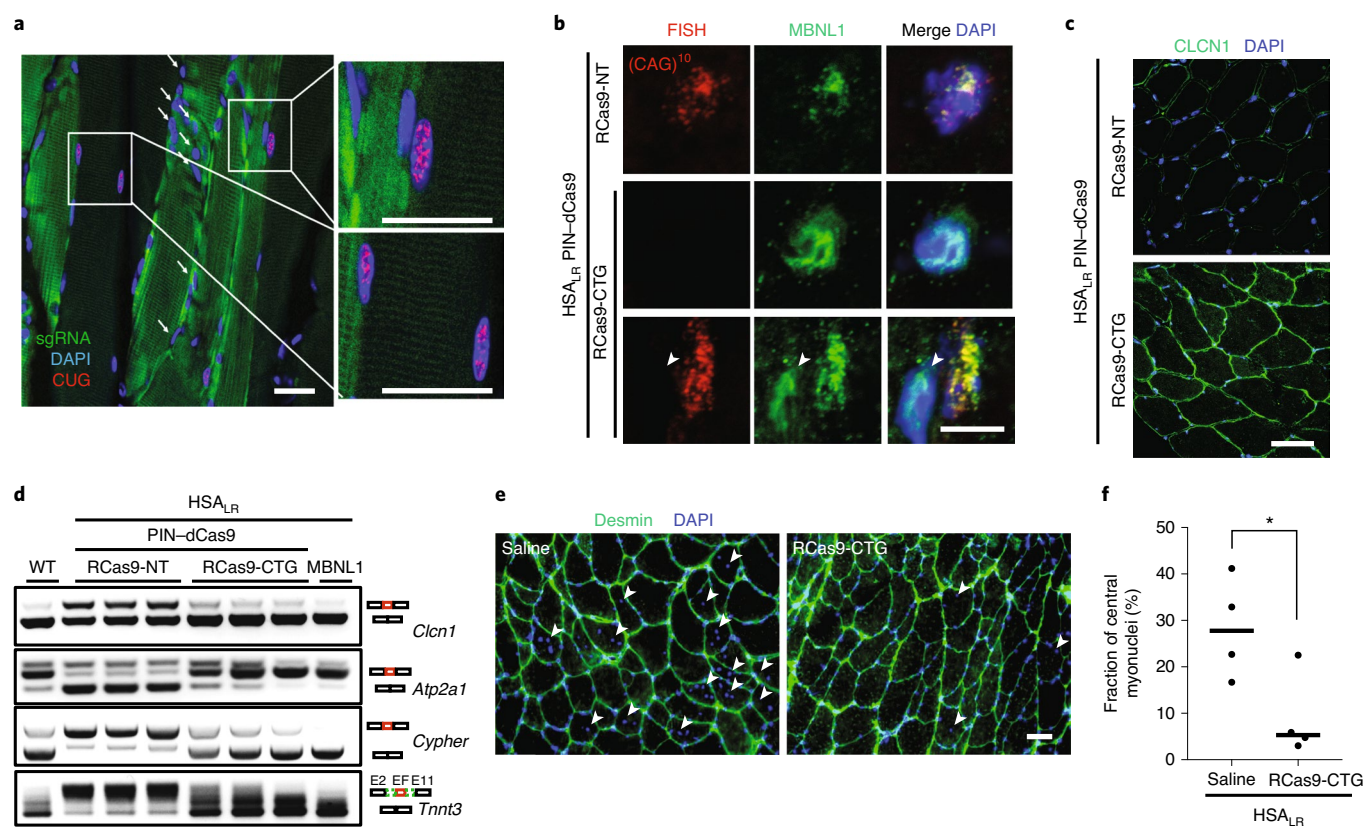 a
sgRNA
DAPI
CUG
b
FISH MBNL1 Merge DAPI
(CAG)10
HSALR PIN–dCas9
RCas9-NT
RCas9-CTG
c
CLCN1 DAPI
HSALR PIN–dCas9
RCas9-NT
RCas9-CTG
d
HSALR
PIN–dCas9
WT RCas9-NT RCas9-CTG MBNL1
Clcn1
Atp2a1
Cypher
E2 EF E11
Tnnt3
e
Desmin DAPI
Saline RCas9-CTG
f
*
Fraction of central
myonuclei (%)
50
40
30
20
10
0
Saline RCas9-CTG
HSALR